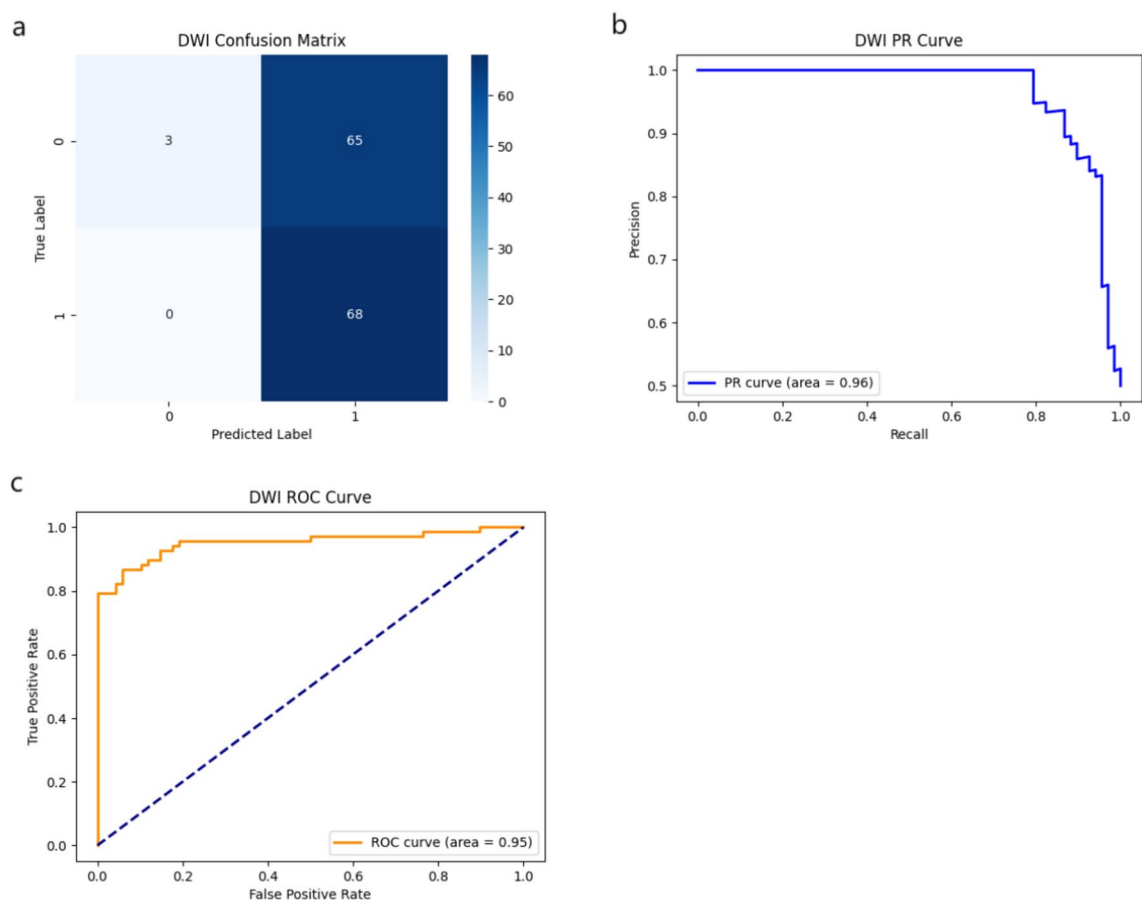 a
DWI Confusion Matrix
True Label
0
1
3
65
0
68
0
1
Predicted Label
60
50
40
30
20
10
0
b
DWI PR Curve
Precision
1.0
0.9
0.8
0.7
0.6
0.5
PR curve (area = 0.96)
0.0
0.2
0.4
0.6
0.8
1.0
Recall
c
DWI ROC Curve
True Positive Rate
1.0
0.8
0.6
0.4
0.2
0.0
ROC curve (area = 0.95)
0.0
0.2
0.4
0.6
0.8
1.0
False Positive Rate